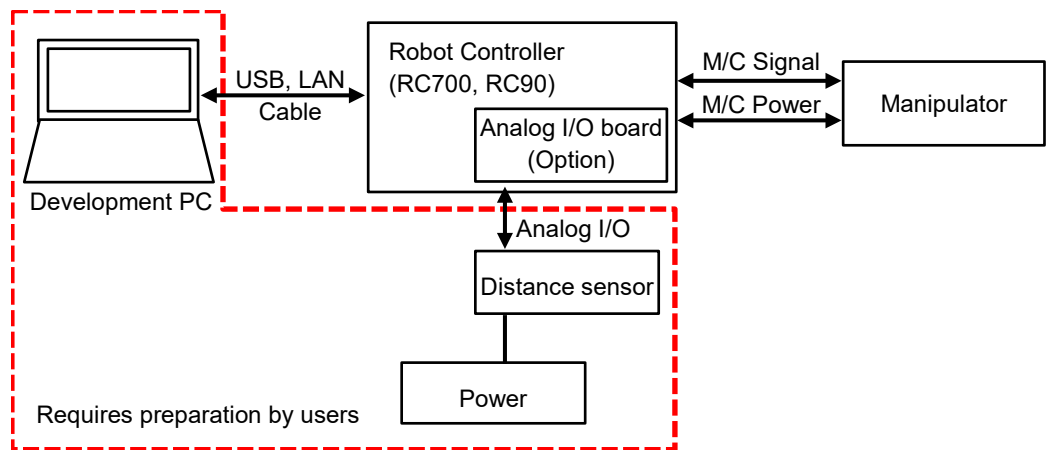 Robot Controller
(RC700, RC90)
USB, LAN
Cable
M/C Signal
M/C Power
Manipulator
Analog I/O board
(Option)
Development PC
Analog I/O
Distance sensor
Power
Requires preparation by users